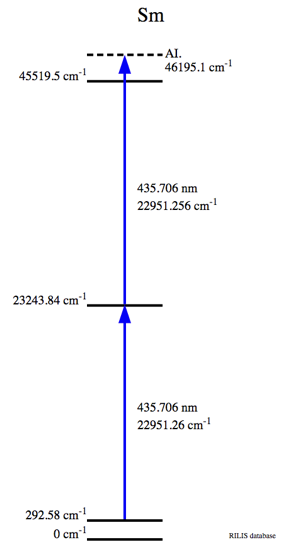 Sm
AI.
46195.1 cm⁻¹
45519.5 cm⁻¹
435.706 nm
22951.256 cm⁻¹
23243.84 cm⁻¹
435.706 nm
22951.26 cm⁻¹
292.58 cm⁻¹
0 cm⁻¹
RILIS database